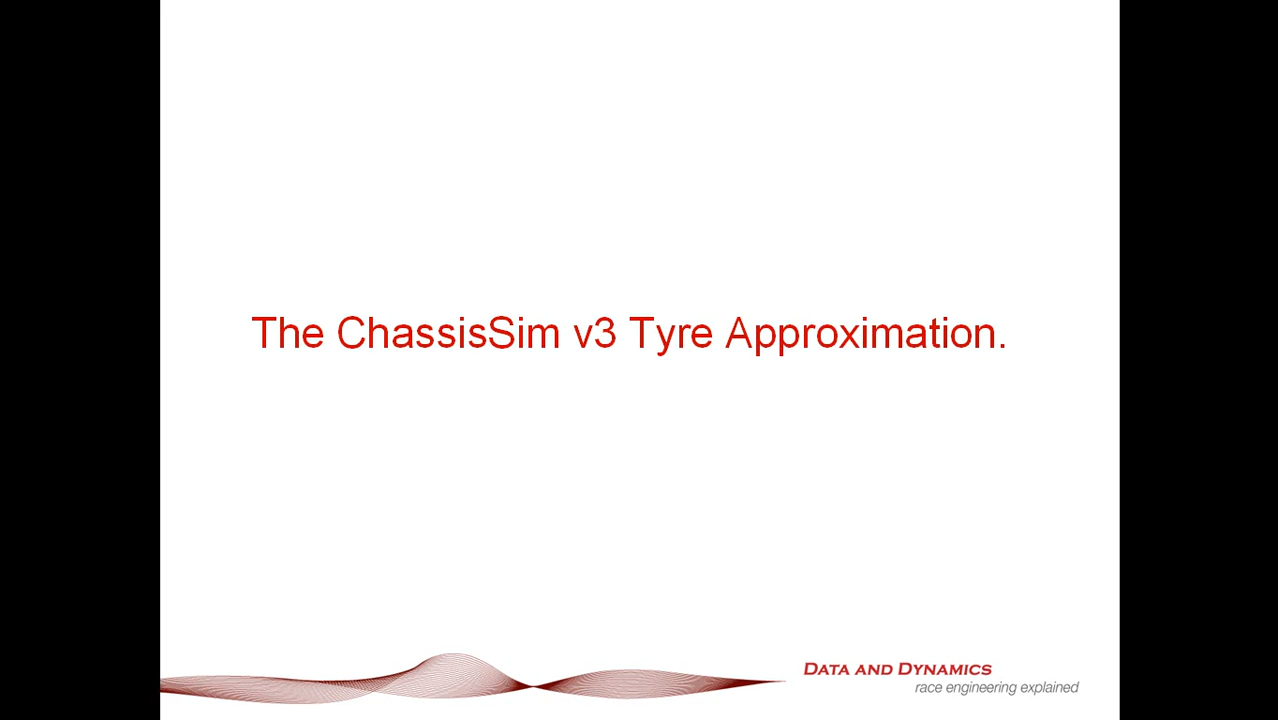 The ChassisSim v3 Tyre Approximation.
DATA AND DYNAMICS
race engineering explained